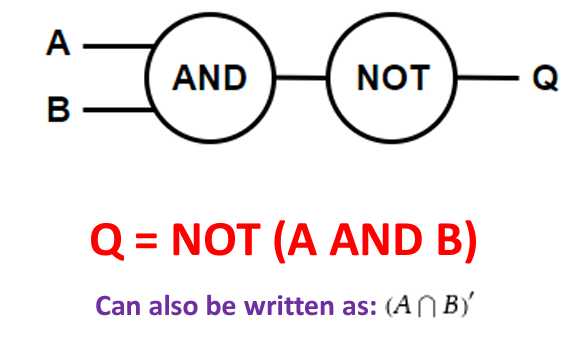 A
AND
NOT
Q
B
Q = NOT (A AND B)
Can also be written as: (A ⋂ B)′